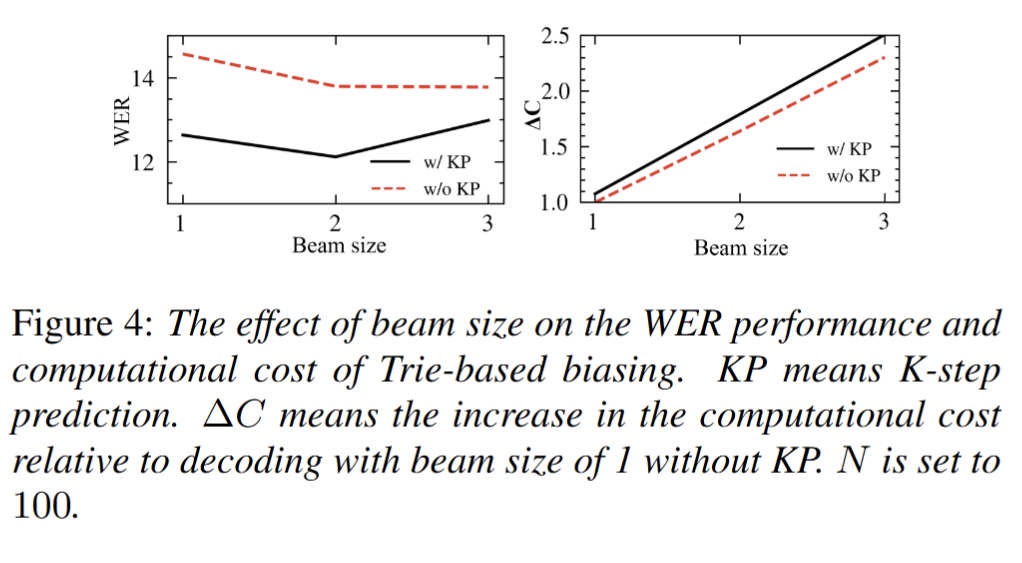 WER
14
12
w/ KP
w/o KP
1 2 3
Beam size
ΔC
2.5
2.0
1.5
1.0
w/ KP
w/o KP
1 2 3
Beam size
Figure 4: The effect of beam size on the WER performance and
computational cost of Trie-based biasing. KP means K-step
prediction. ΔC means the increase in the computational cost
relative to decoding with beam size of 1 without KP. N is set to
100.